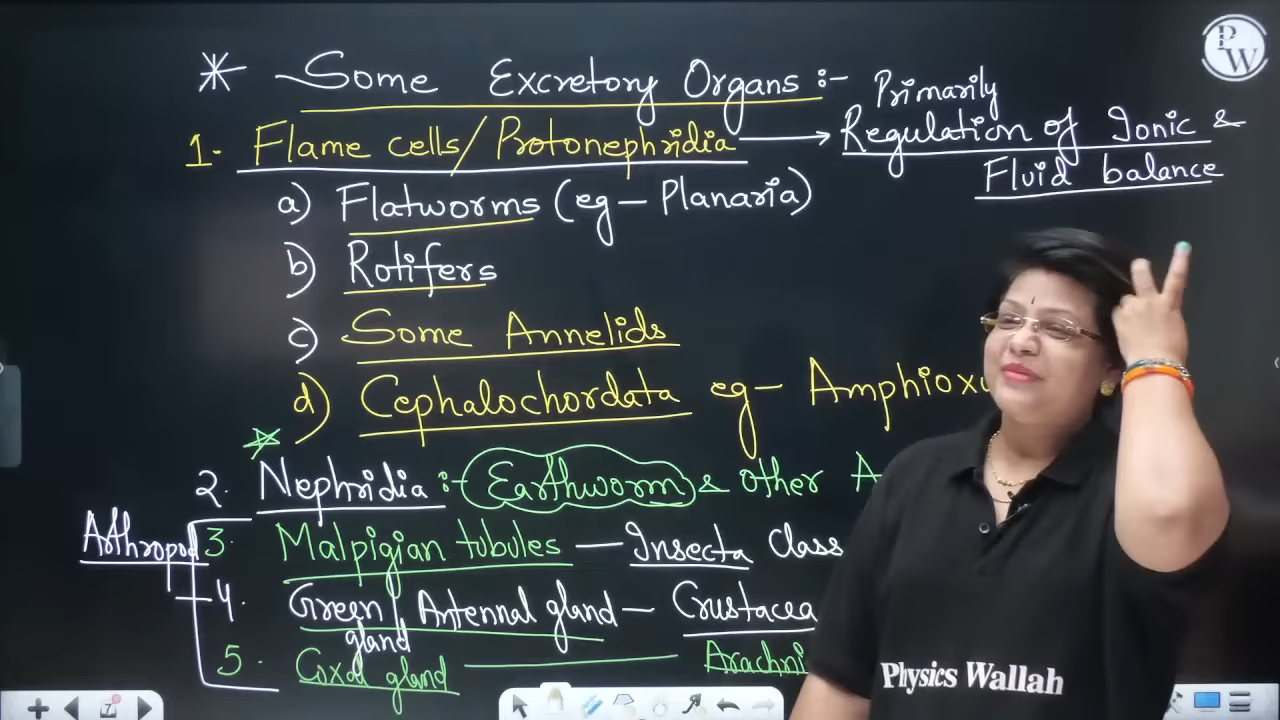 PW
* Some Excretory Organs :-
1. Flame cells/Protonephridia → Primarily
Regulation of Ionic &
Fluid balance
a) Flatworms (eg - Planaria)
b) Rotifers
c) Some Annelids
d) Cephalochordata eg - Amphioxu
2. Nephridia :- Earthworm & other A
Arthropod
3. Malpigian tubules - Insecta Class
4. Green gland/Antennal gland - Crustacea
5. Coxal gland - Arachni
Physics Wallah